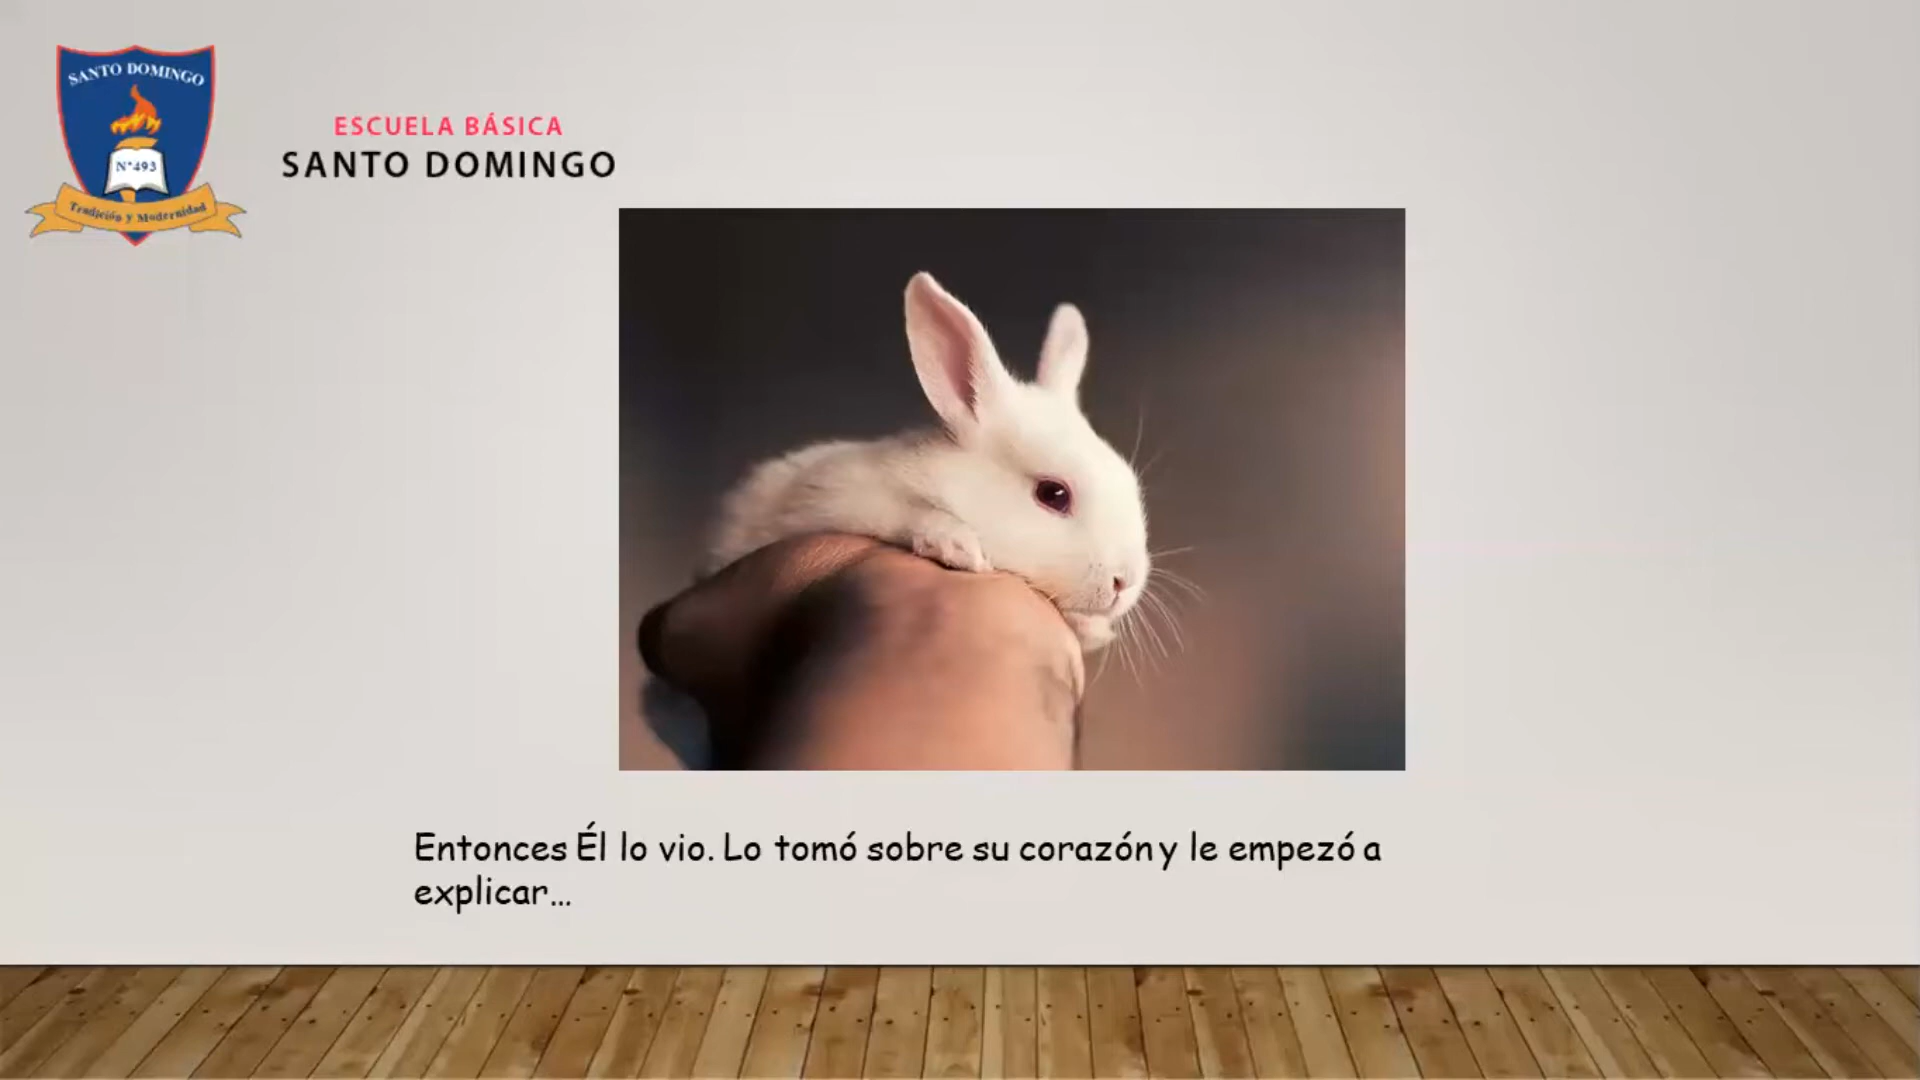 SANTO DOMINGO
N°493
Tradición y Modernidad
ESCUELA BÁSICA
SANTO DOMINGO
Entonces Él lo vio. Lo tomó sobre su corazón y le empezó a
explicar...